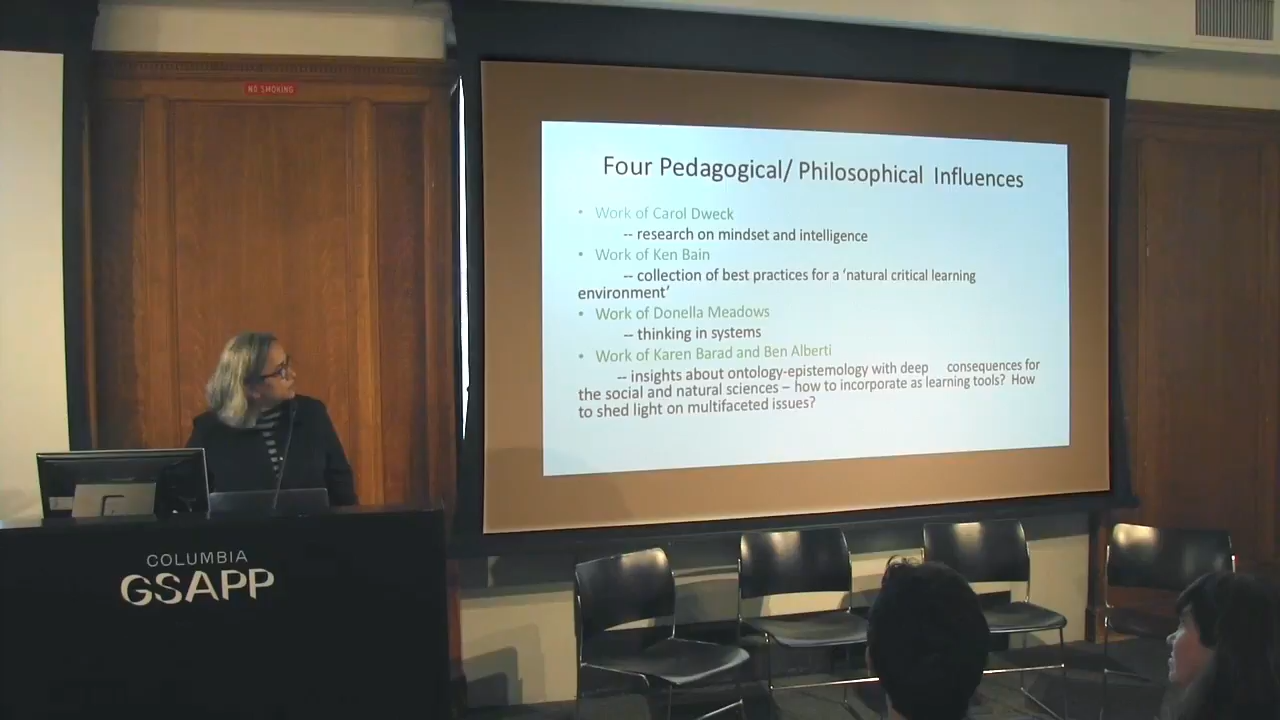 NO SMOKING
Four Pedagogical/ Philosophical Influences
• Work of Carol Dweck
-- research on mindset and intelligence
• Work of Ken Bain
-- collection of best practices for a ‘natural critical learning
environment’
• Work of Donella Meadows
-- thinking in systems
• Work of Karen Barad and Ben Alberti
-- insights about ontology-epistemology with deep consequences for
the social and natural sciences – how to incorporate as learning tools? How
to shed light on multifaceted issues?
COLUMBIA
GSAPP